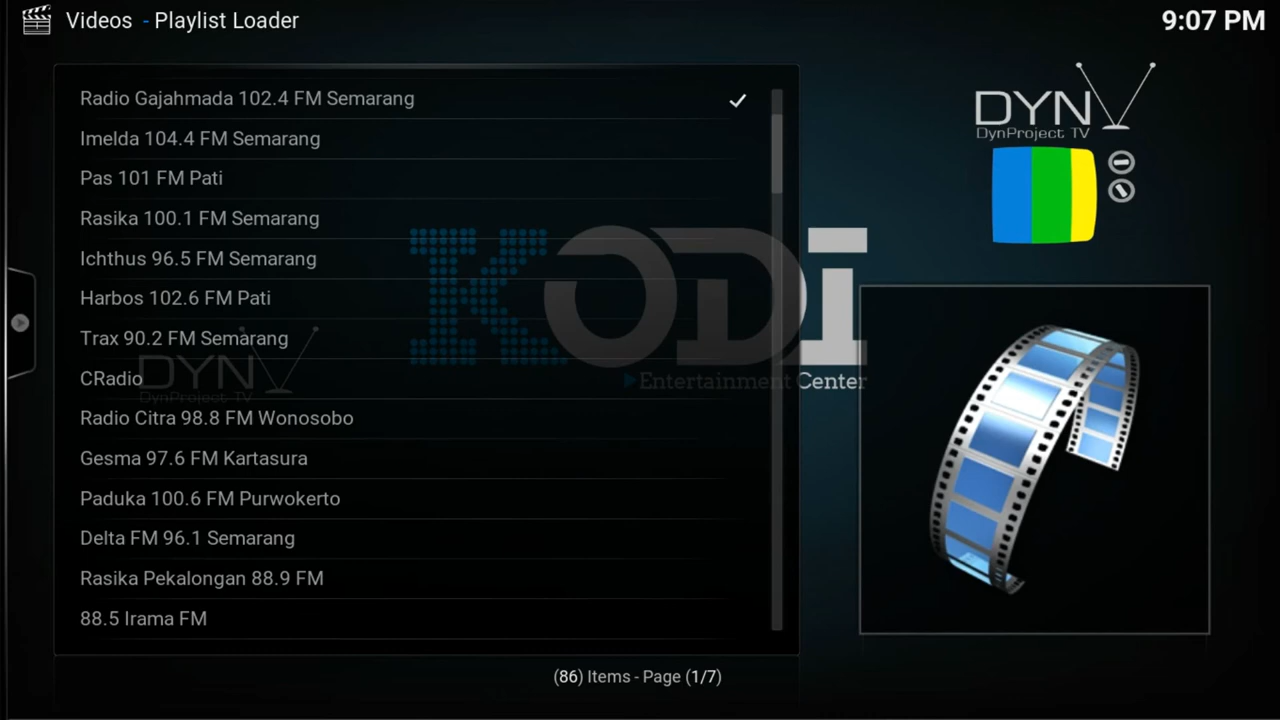 Videos - Playlist Loader
9:07 PM
Radio Gajahmada 102.4 FM Semarang
Imelda 104.4 FM Semarang
Pas 101 FM Pati
Rasika 100.1 FM Semarang
Ichthus 96.5 FM Semarang
Harbos 102.6 FM Pati
Trax 90.2 FM Semarang
CRadio
Radio Citra 98.8 FM Wonosobo
Gesma 97.6 FM Kartasura
Paduka 100.6 FM Purwokerto
Delta FM 96.1 Semarang
Rasika Pekalongan 88.9 FM
88.5 Irama FM
(86) Items - Page (1/7)
KODI
Entertainment Center
DYN V
DynProject TV
DYN V
DynProject TV